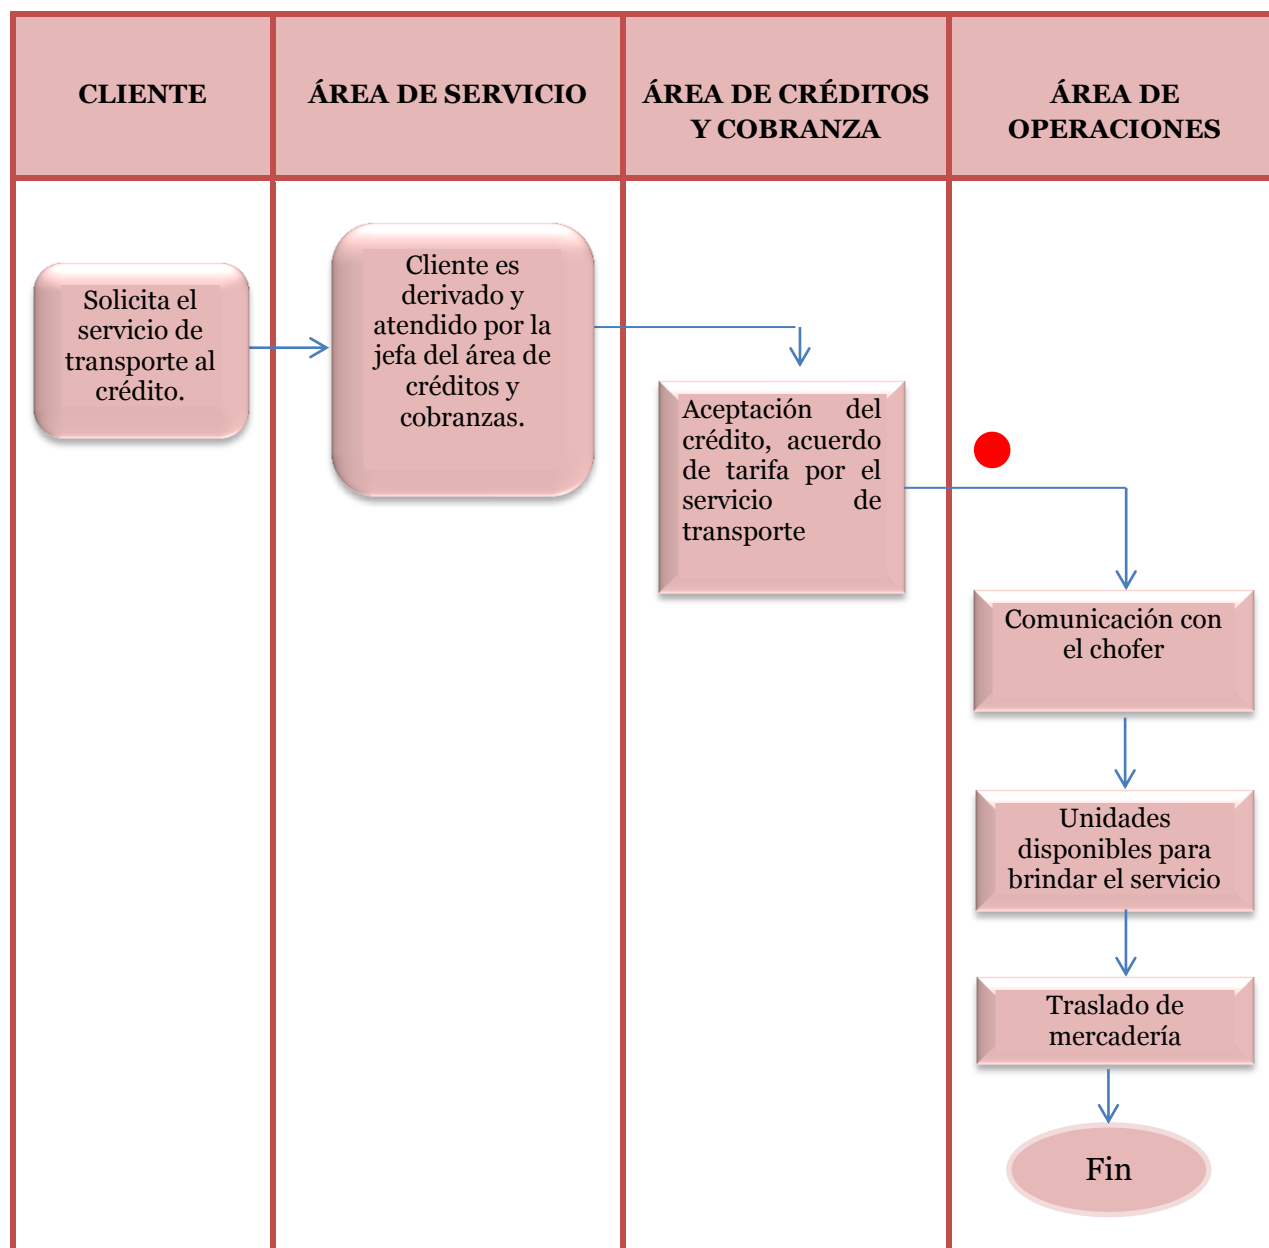 CLIENTE
ÁREA DE SERVICIO
ÁREA DE CRÉDITOS
Y COBRANZA
ÁREA DE
OPERACIONES
Solicita el
servicio de
transporte al
crédito.
Cliente es
derivado y
atendido por la
jefa del área de
créditos y
cobranzas.
Aceptación del
crédito, acuerdo
de tarifa por el
servicio de
transporte
Comunicación con
el chofer
Unidades
disponibles para
brindar el servicio
Traslado de
mercadería
Fin